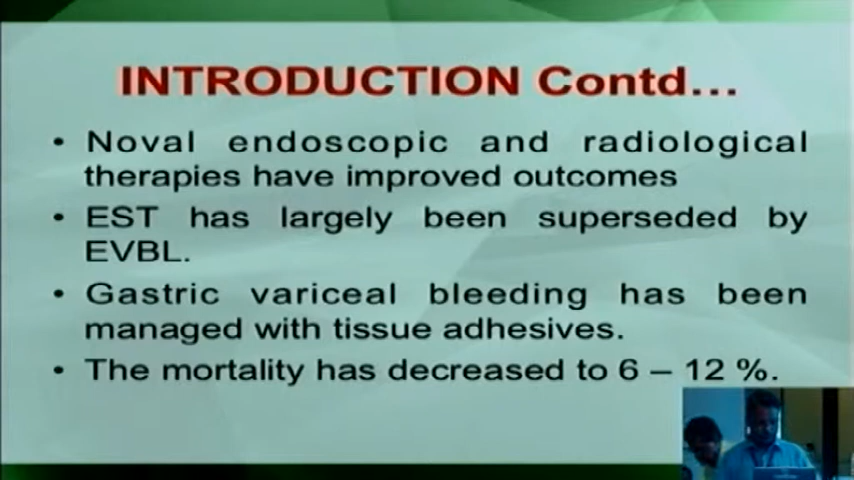 INTRODUCTION Contd...
• Noval endoscopic and radiological
therapies have improved outcomes
• EST has largely been superseded by
EVBL.
• Gastric variceal bleeding has been
managed with tissue adhesives.
• The mortality has decreased to 6 – 12 %.